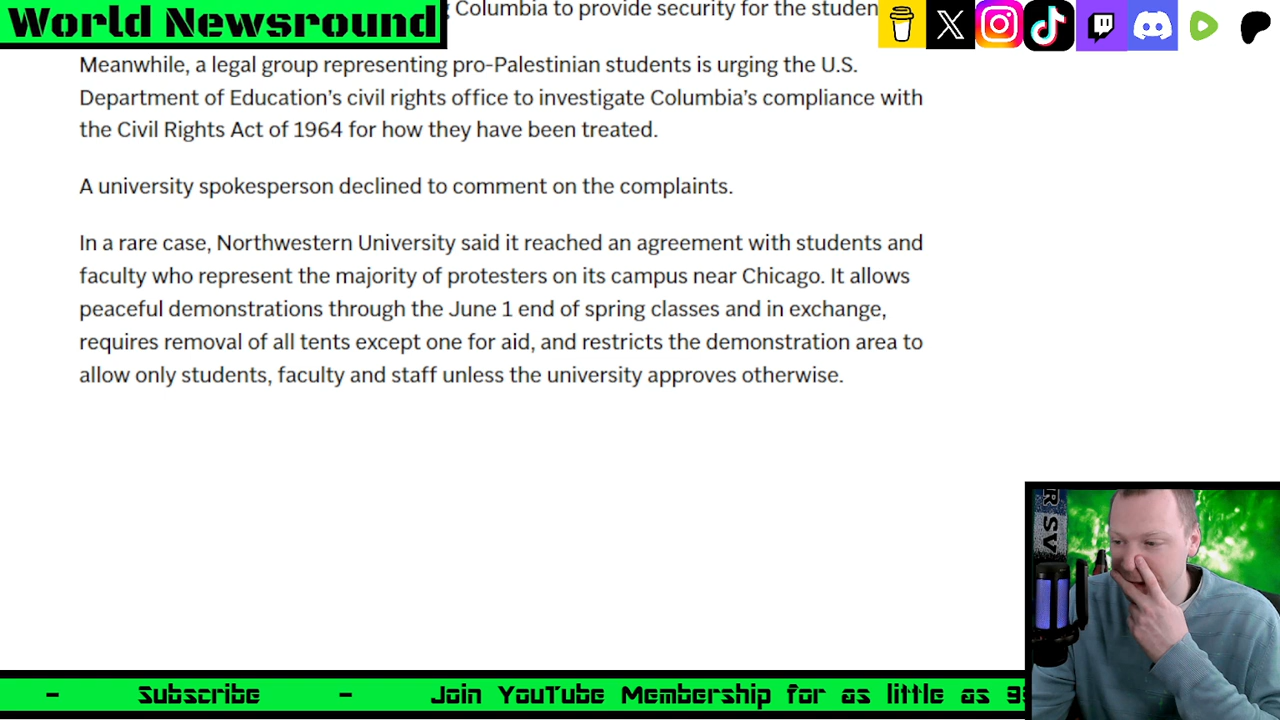 World Newsround
Columbia to provide security for the studen
Meanwhile, a legal group representing pro-Palestinian students is urging the U.S.
Department of Education’s civil rights office to investigate Columbia’s compliance with
the Civil Rights Act of 1964 for how they have been treated.
A university spokesperson declined to comment on the complaints.
In a rare case, Northwestern University said it reached an agreement with students and
faculty who represent the majority of protesters on its campus near Chicago. It allows
peaceful demonstrations through the June 1 end of spring classes and in exchange,
requires removal of all tents except one for aid, and restricts the demonstration area to
allow only students, faculty and staff unless the university approves otherwise.
SV
- Subscribe - Join YouTube Membership for as little as